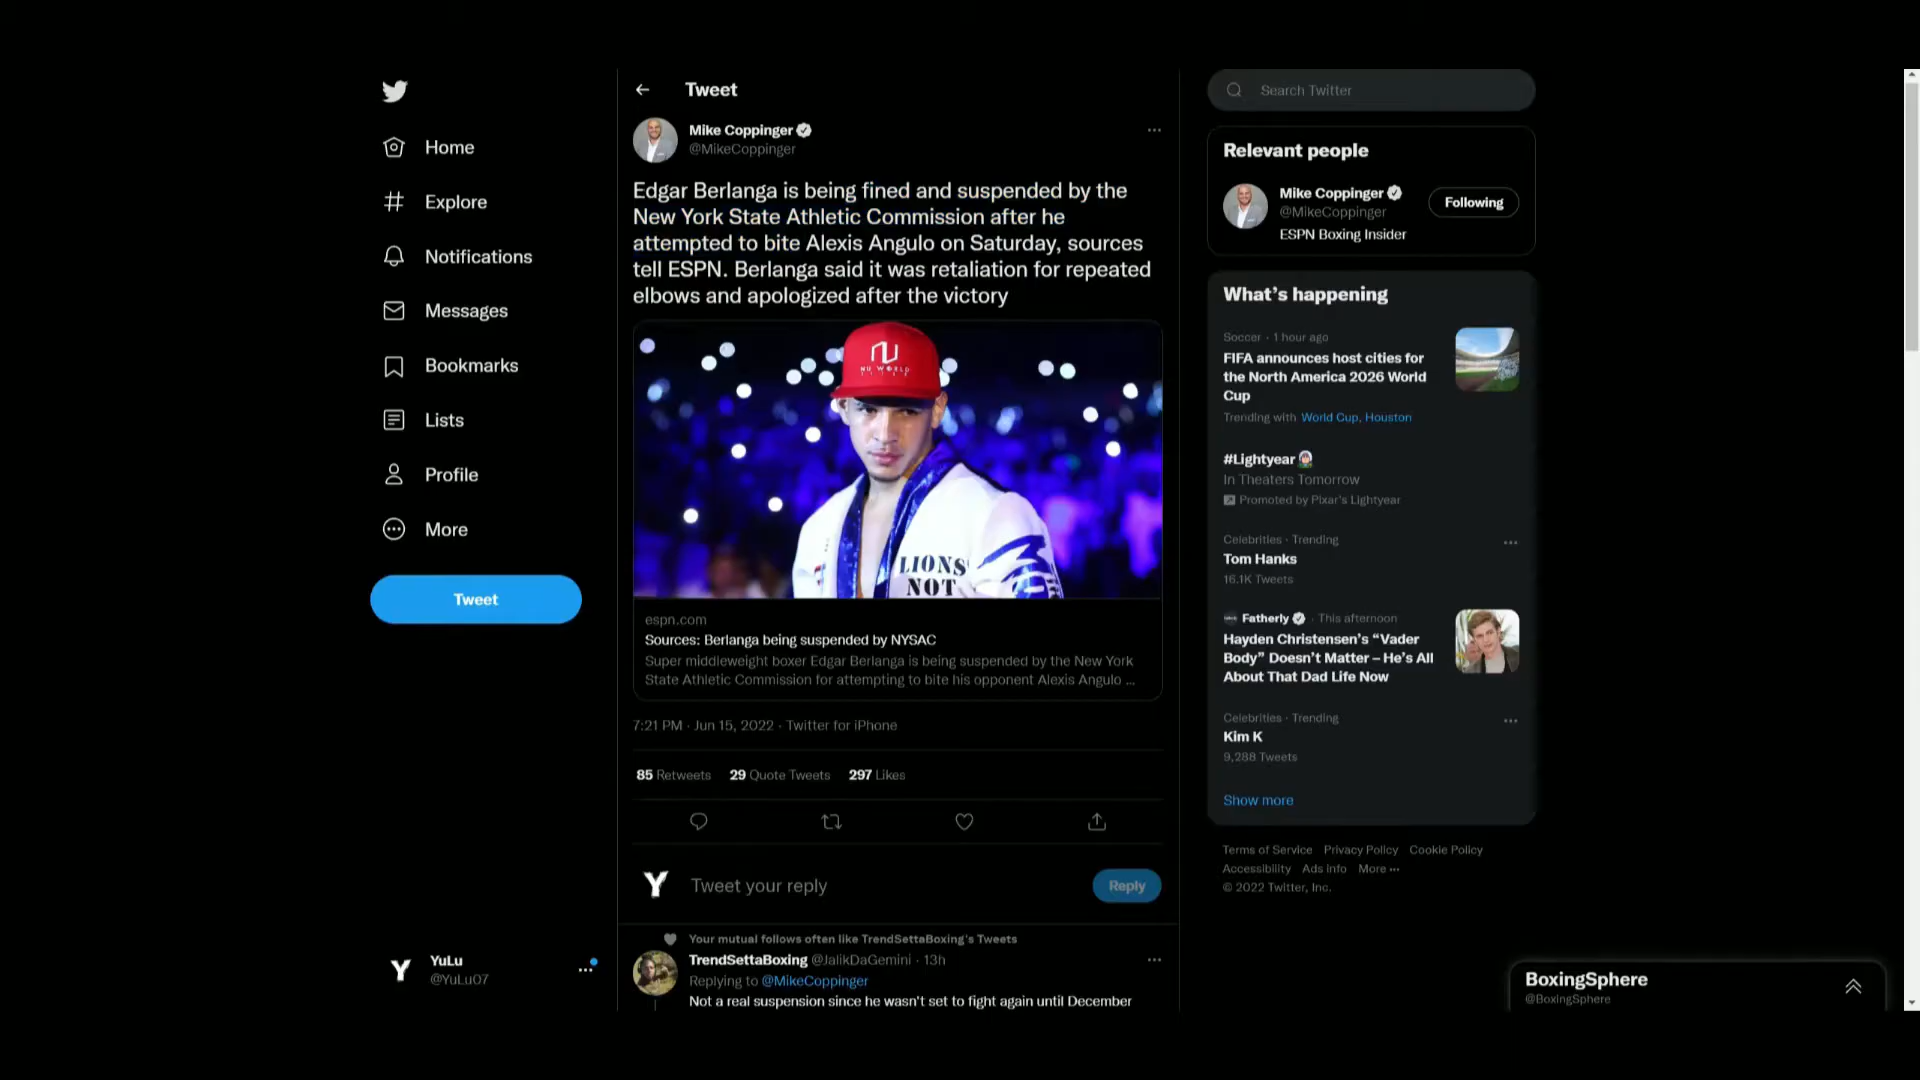 Home
Explore
Notifications
Messages
Bookmarks
Lists
Profile
More
Tweet
YuLu
@YuLu07
Tweet
Mike Coppinger
@MikeCoppinger
Edgar Berlanga is being fined and suspended by the
New York State Athletic Commission after he
attempted to bite Alexis Angulo on Saturday, sources
tell ESPN. Berlanga said it was retaliation for repeated
elbows and apologized after the victory
NU WORLD
LIONS
NOT
espn.com
Sources: Berlanga being suspended by NYSAC
Super middleweight boxer Edgar Berlanga is being suspended by the New York
State Athletic Commission for attempting to bite his opponent Alexis Angulo ...
7:21 PM · Jun 15, 2022 · Twitter for iPhone
85 Retweets 29 Quote Tweets 297 Likes
Y Tweet your reply Reply
Your mutual follows often like TrendSettaBoxing's Tweets
TrendSettaBoxing @JalikDaGemini · 13h
Replying to @MikeCoppinger
Not a real suspension since he wasn't set to fight again until December
Search Twitter
Relevant people
Mike Coppinger
@MikeCoppinger
Following
ESPN Boxing Insider
What's happening
Soccer · 1 hour ago
FIFA announces host cities for
the North America 2026 World
Cup
Trending with World Cup, Houston
#Lightyear
In Theaters Tomorrow
Promoted by Pixar's Lightyear
Celebrities · Trending
Tom Hanks
16.1K Tweets
Fatherly · This afternoon
Hayden Christensen's “Vader
Body” Doesn't Matter – He's All
About That Dad Life Now
Celebrities · Trending
Kim K
9,288 Tweets
Show more
Terms of Service Privacy Policy Cookie Policy
Accessibility Ads info More ···
© 2022 Twitter, Inc.
BoxingSphere
@BoxingSphere